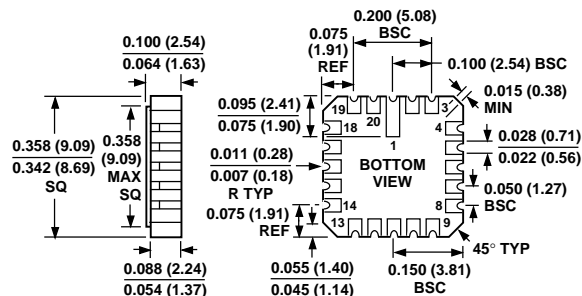 0.200 (5.08)
BSC
0.075
(1.91)
REF
0.100 (2.54)
0.064 (1.63)
0.100 (2.54) BSC
0.015 (0.38)
MIN
0.095 (2.41)
0.075 (1.90)
19
20
3
18
4
1
0.028 (0.71)
0.022 (0.56)
0.358 (9.09)
0.342 (8.69)
SQ
0.358
(9.09)
MAX
SQ
0.011 (0.28)
0.007 (0.18)
R TYP
BOTTOM
VIEW
0.050 (1.27)
BSC
0.075 (1.91)
REF
14
8
13
9
45° TYP
0.088 (2.24)
0.054 (1.37)
0.055 (1.40)
0.045 (1.14)
0.150 (3.81)
BSC